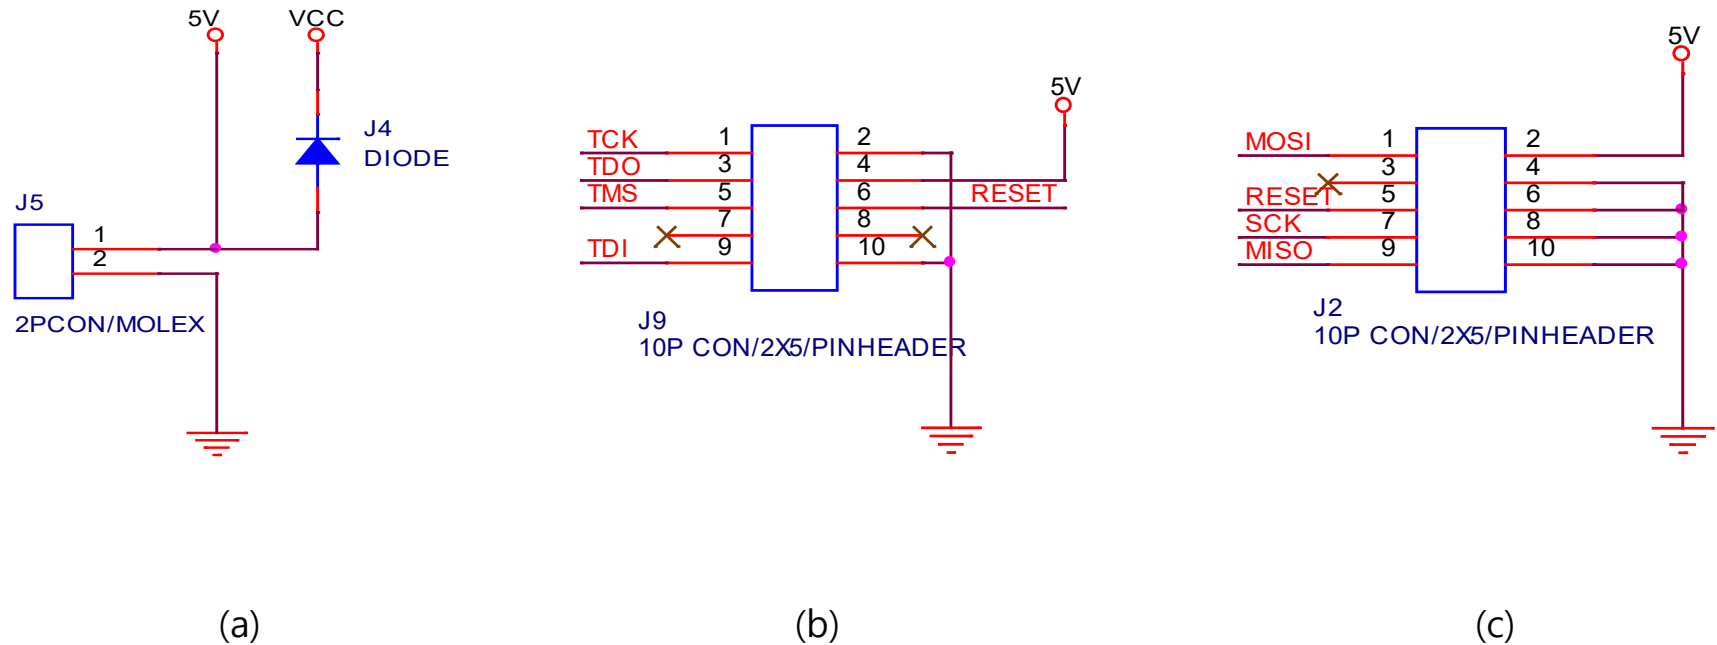 5V
VCC
J4
DIODE
J5
1
2
2PCON/MOLEX
(a)
5V
TCK 1 2
TDO 3 4
TMS 5 6 RESET
7 8
TDI 9 10
J9
10P CON/2X5/PINHEADER
(b)
5V
MOSI 1 2
3 4
RESET 5 6
SCK 7 8
MISO 9 10
J2
10P CON/2X5/PINHEADER
(c)